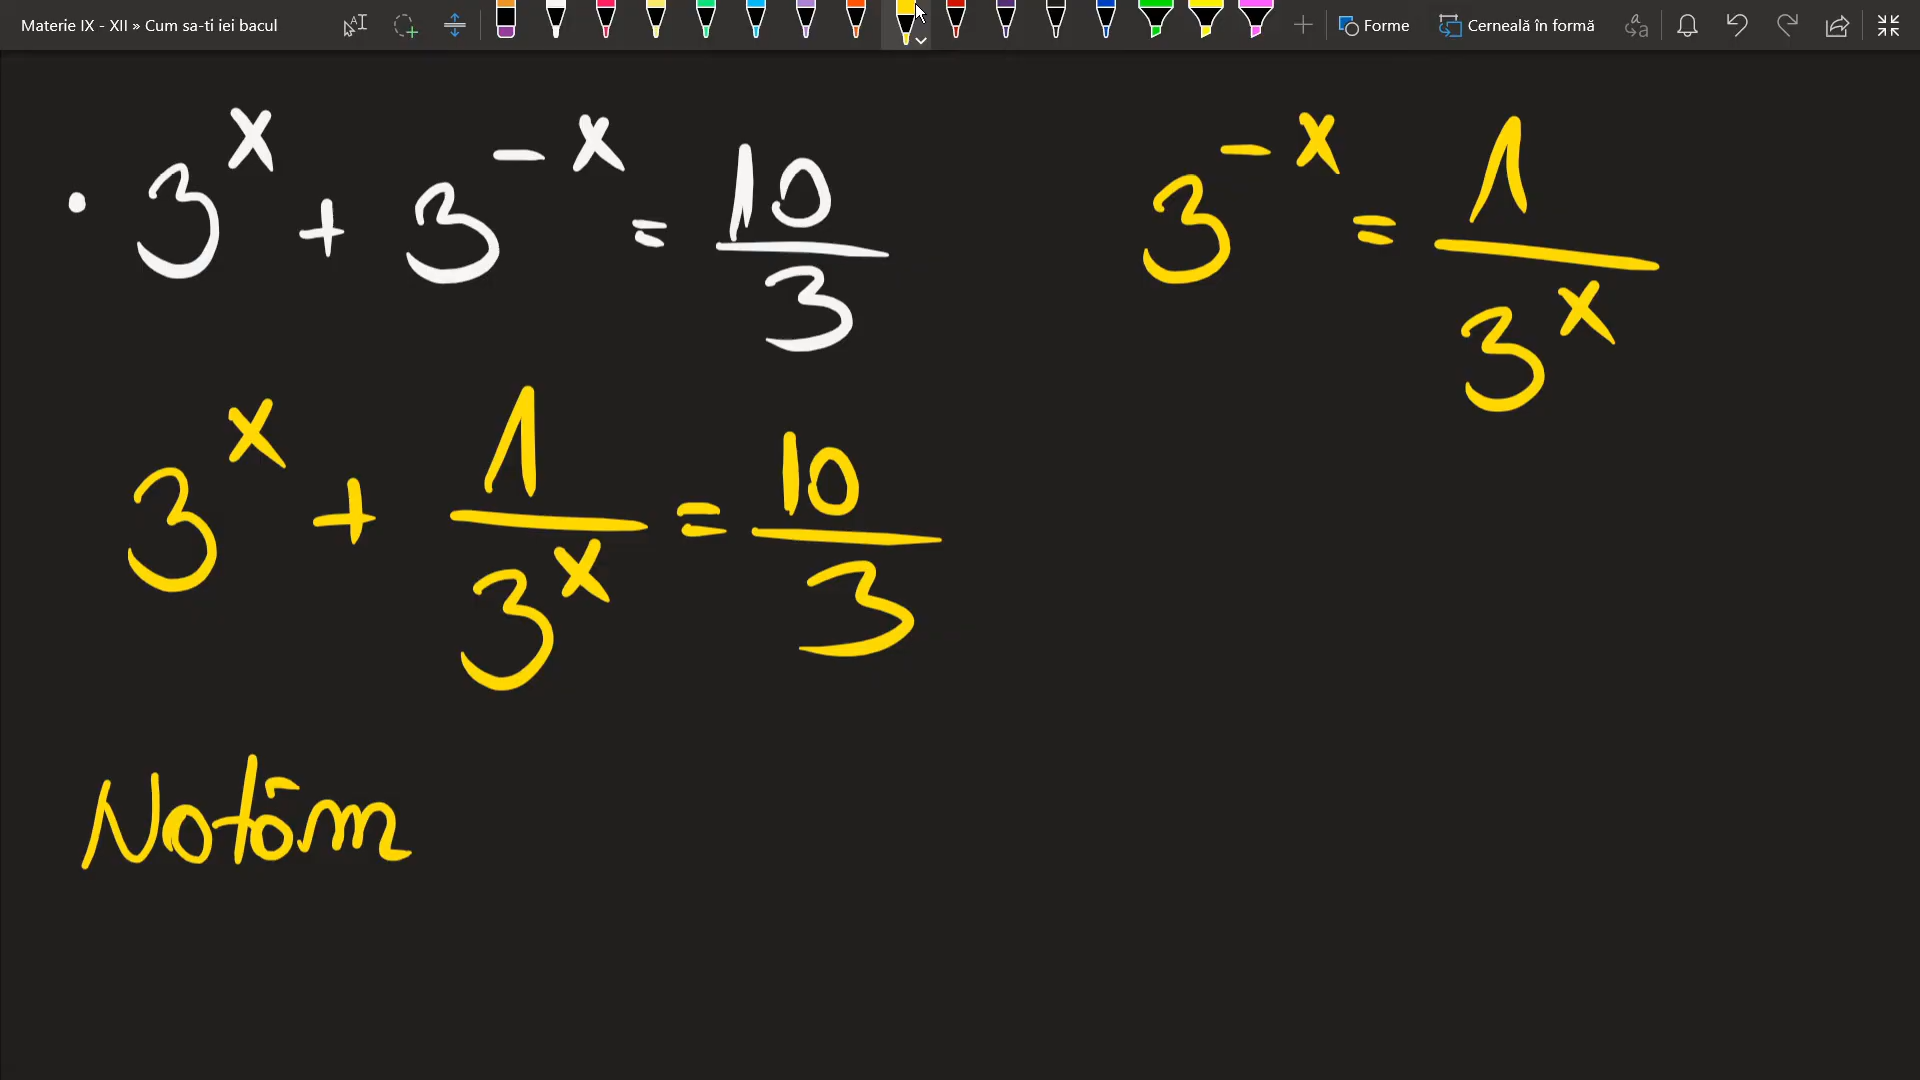 Materie IX - XII » Cum sa-ti iei bacul
Forme
Cerneală în formă
• 3^x + 3^-x = 10/3
3^-x = 1/3^x
3^x + 1/3^x = 10/3
Notăm